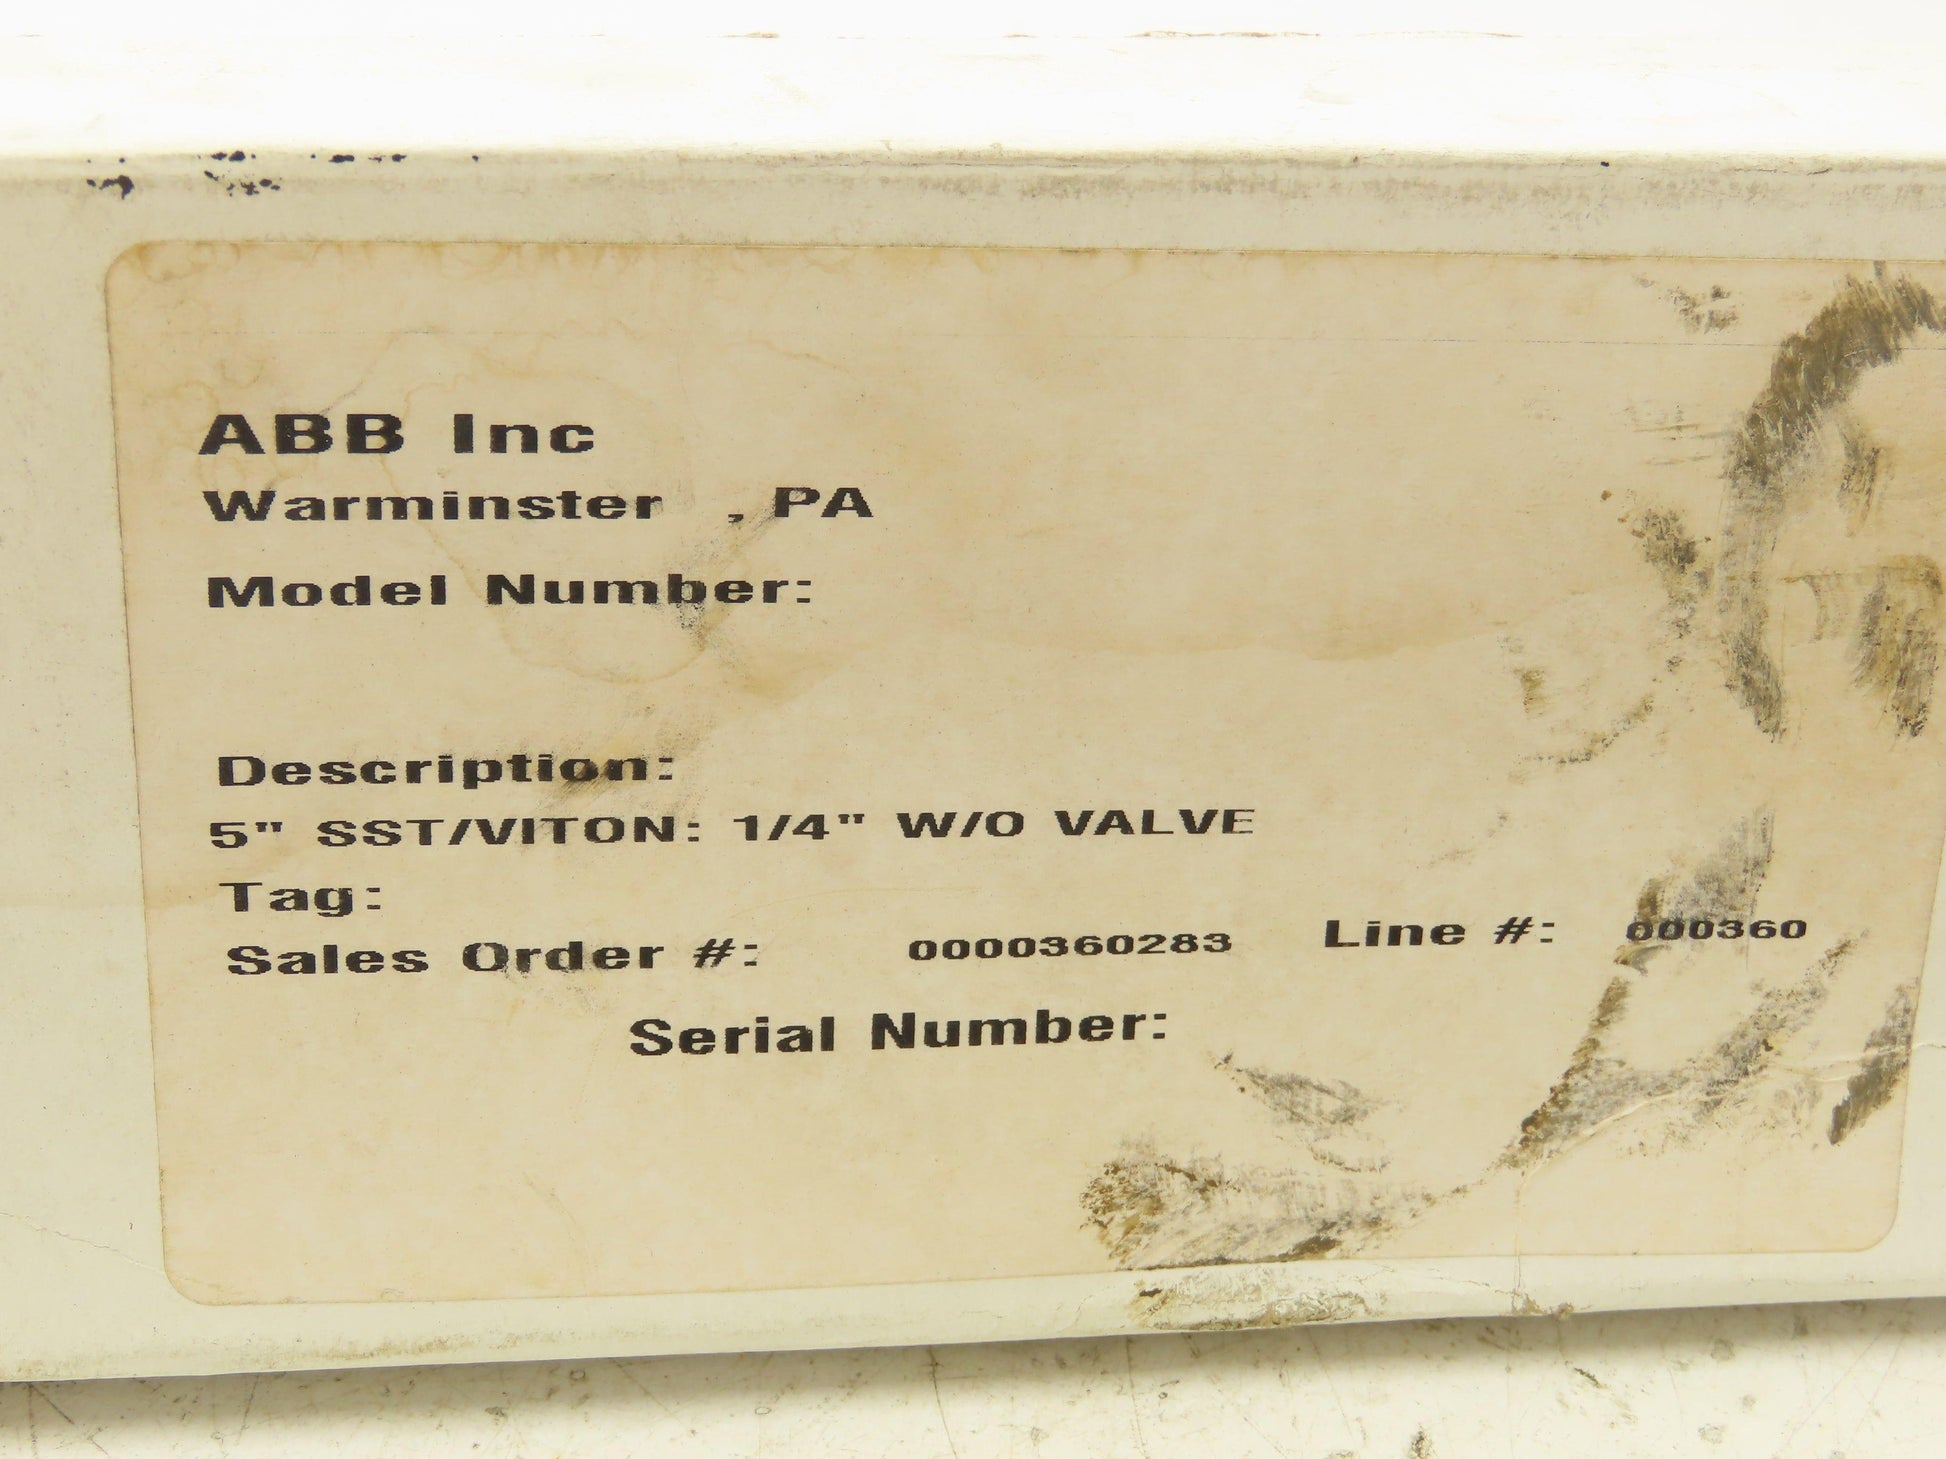 ABB Inc
Warminster , PA
Model Number:
Description:
5" SST/VITON: 1/4" W/O VALVE
Tag:
Sales Order #: 0000360283 Line #: 000360
Serial Number: